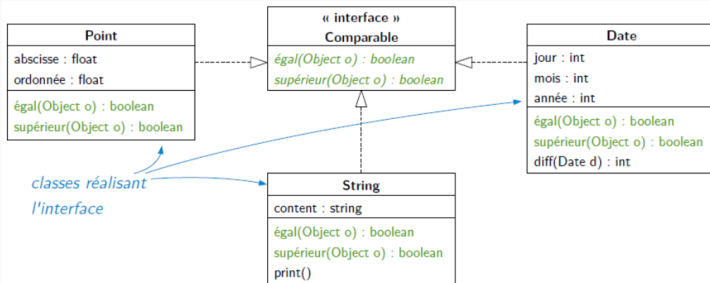 Point
abscisse : float
ordonnée : float
égal(Object o) : boolean
supérieur(Object o) : boolean
« interface »
Comparable
égal(Object o) : boolean
supérieur(Object o) : boolean
Date
jour : int
mois : int
année : int
égal(Object o) : boolean
supérieur(Object o) : boolean
diff(Date d) : int
classes réalisant
l'interface
String
content : string
égal(Object o) : boolean
supérieur(Object o) : boolean
print()